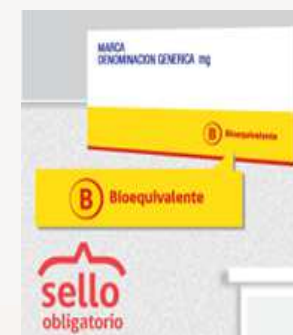 MARCA
DENOMINACION GENERICA mg
B Bioequivalente
B Bioequivalente
sello
obligatorio